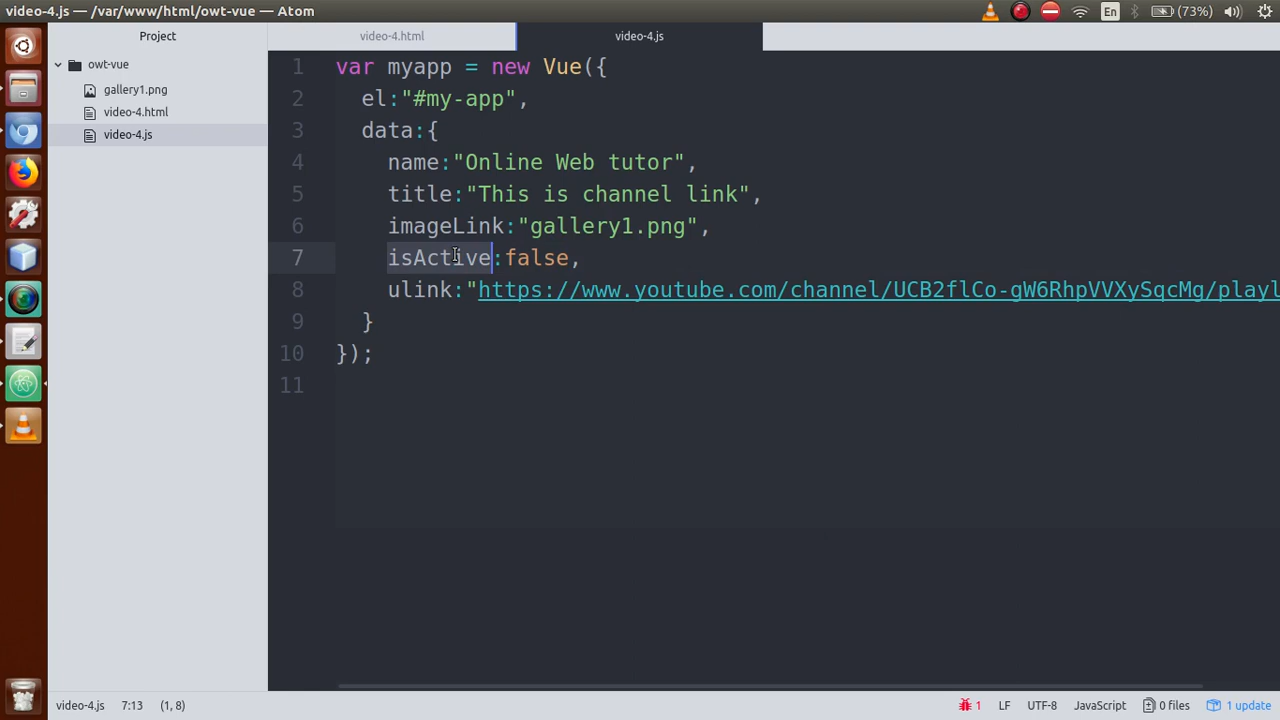 video-4.js — /var/www/html/owt-vue — Atom
En
(73%)
Project
video-4.html
video-4.js
owt-vue
gallery1.png
video-4.html
video-4.js
1 var myapp = new Vue({
2 el:"#my-app",
3 data:{
4 name:"Online Web tutor",
5 title:"This is channel link",
6 imageLink:"gallery1.png",
7 isActive:false,
8 ulink:"https://www.youtube.com/channel/UCB2flCo-gW6RhpVVXySqcMg/playl
9 }
10 });
11
video-4.js 7:13 (1, 8)
1 LF UTF-8 JavaScript 0 files 1 update